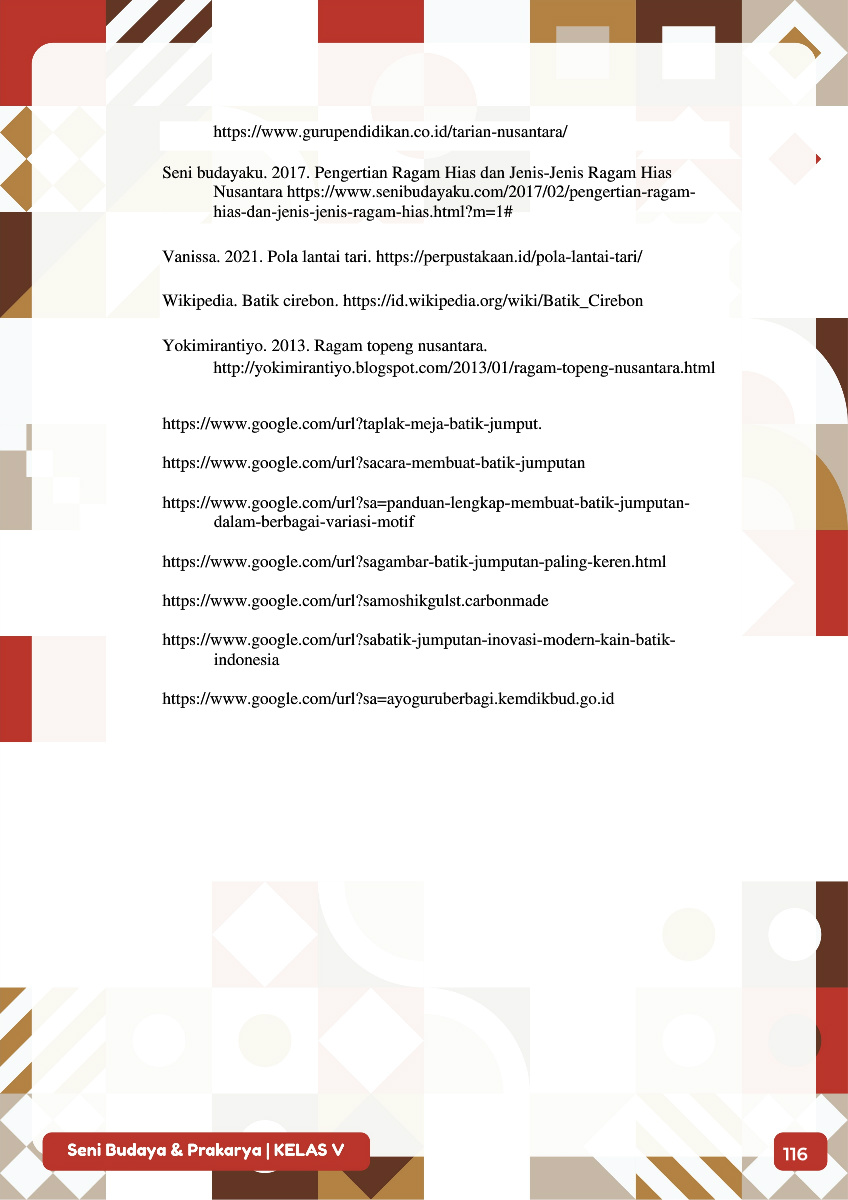 https://www.gurupendidikan.co.id/tarian-nusantara/
Seni budayaku. 2017. Pengertian Ragam Hias dan Jenis-Jenis Ragam Hias
Nusantara https://www.senibudayaku.com/2017/02/pengertian-ragam-
hias-dan-jenis-jenis-ragam-hias.html?m=1#
Vanissa. 2021. Pola lantai tari. https://perpustakaan.id/pola-lantai-tari/
Wikipedia. Batik cirebon. https://id.wikipedia.org/wiki/Batik_Cirebon
Yokimirantiyo. 2013. Ragam topeng nusantara.
http://yokimirantiyo.blogspot.com/2013/01/ragam-topeng-nusantara.html
https://www.google.com/url?taplak-meja-batik-jumput.
https://www.google.com/url?sacara-membuat-batik-jumputan
https://www.google.com/url?sa=panduan-lengkap-membuat-batik-jumputan-
dalam-berbagai-variasi-motif
https://www.google.com/url?sagambar-batik-jumputan-paling-keren.html
https://www.google.com/url?samoshikgulst.carbonmade
https://www.google.com/url?sabatik-jumputan-inovasi-modern-kain-batik-
indonesia
https://www.google.com/url?sa=ayoguruberbagi.kemdikbud.go.id
Seni Budaya & Prakarya | KELAS V
116